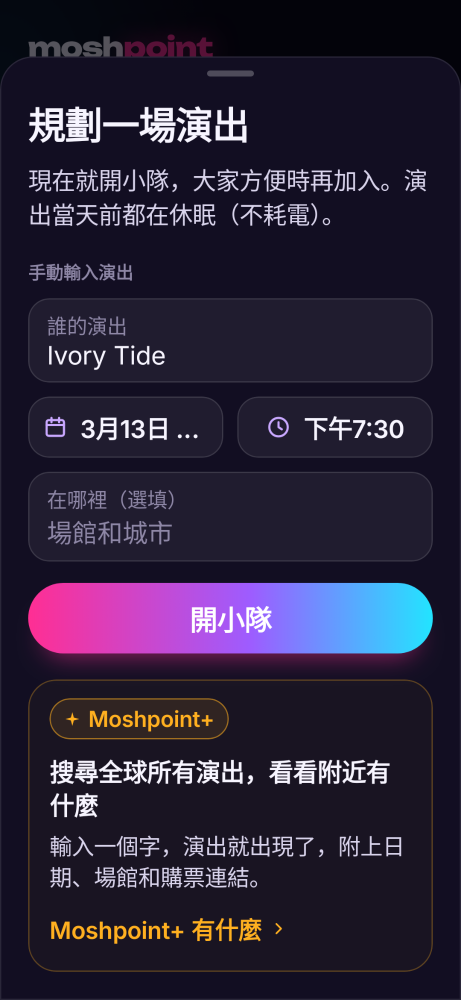 moshpoint
規劃一場演出
現在就開小隊，大家方便時再加入。演
出當天前都在休眠（不耗電）。
手動輸入演出
誰的演出
Ivory Tide
3月13日 ...
下午7:30
在哪裡（選填）
場館和城市
開小隊
Moshpoint+
搜尋全球所有演出，看看附近有
什麼
輸入一個字，演出就出現了，附上日
期、場館和購票連結。
Moshpoint+ 有什麼